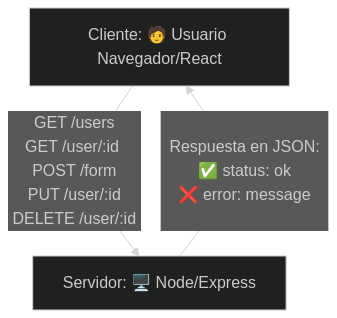 Cliente: 🧑 Usuario
Navegador/React
GET /users
GET /user/:id
POST /form
PUT /user/:id
DELETE /user/:id
Respuesta en JSON:
✅ status: ok
❌ error: message
Servidor: 🖥️ Node/Express